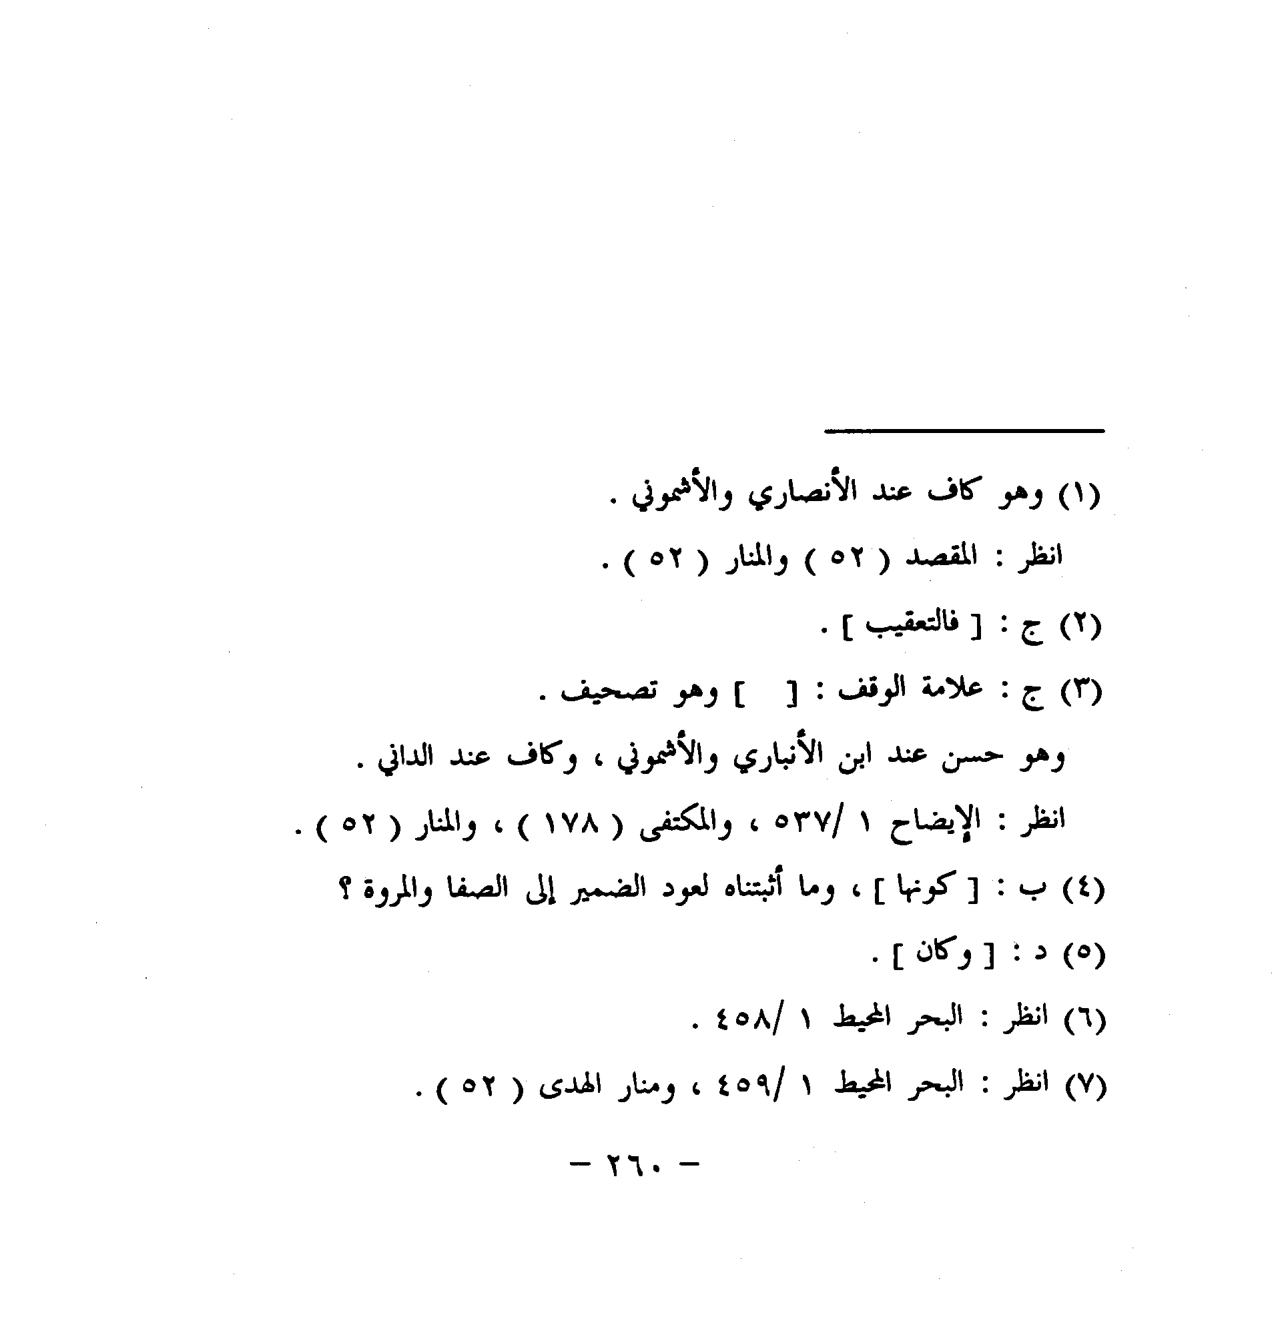 (١) وهو كاف عند الأنصاري والأشموني .
انظر : المقصد ( ٥٢ ) والمنار ( ٥٢ ) .
(٢) ج : [ فالتعقيب ] .
(٣) ج : علامة الوقف : [   ] وهو تصحيف .
وهو حسن عند ابن الأنباري والأشموني ، وكاف عند الداني .
انظر : الإيضاح ١ /٥٣٧ ، والمكتفى ( ١٧٨ ) ، والمنار ( ٥٢ ) .
(٤) ب : [ كونها ] ، وما أثبتناه لعود الضمير إلى الصفا والمروة ؟
(٥) د : [ وكان ] .
(٦) انظر : البحر المحيط ١ /٤٥٨ .
(٧) انظر : البحر المحيط ١ /٤٥٩ ، ومنار الهدى ( ٥٢ ) .
– ٢٦٠ –